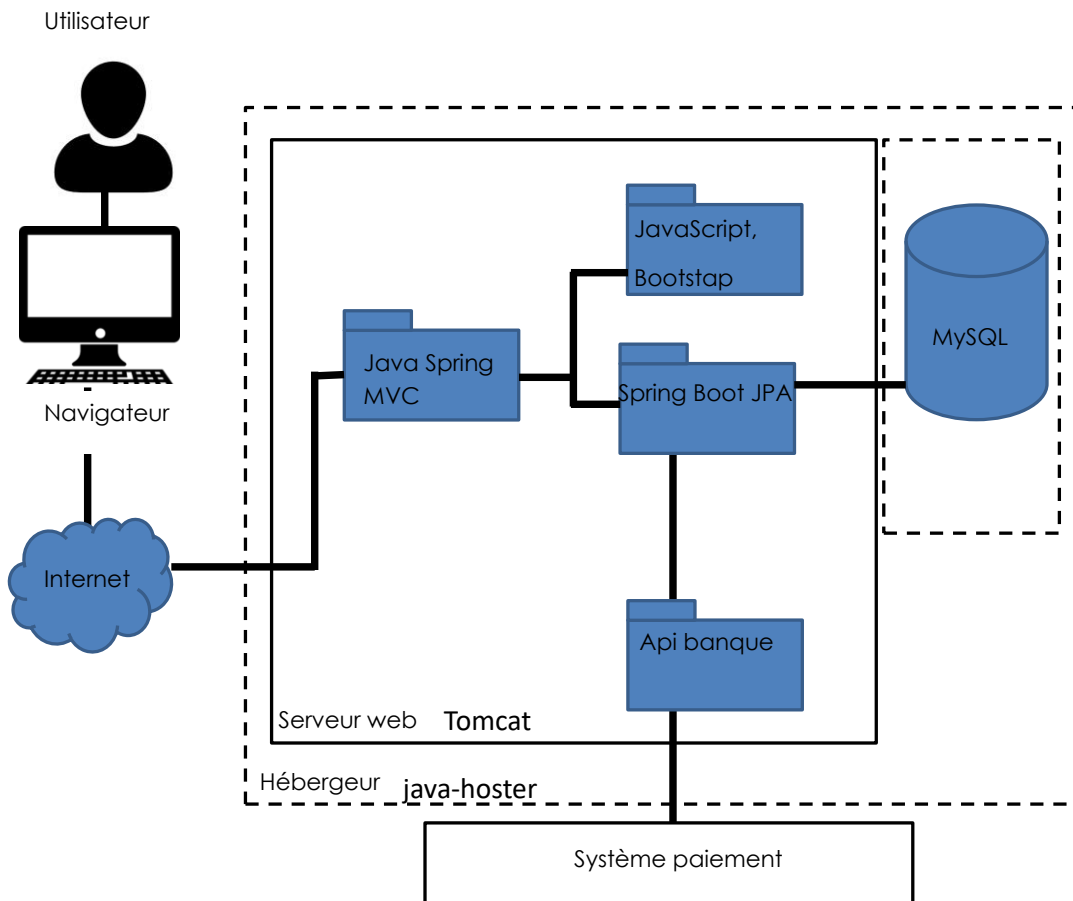 Utilisateur
JavaScript,
Bootstap
MySQL
Java Spring
MVC
Spring Boot JPA
Navigateur
Internet
Api banque
Serveur web Tomcat
Hébergeur java-hoster
Système paiement